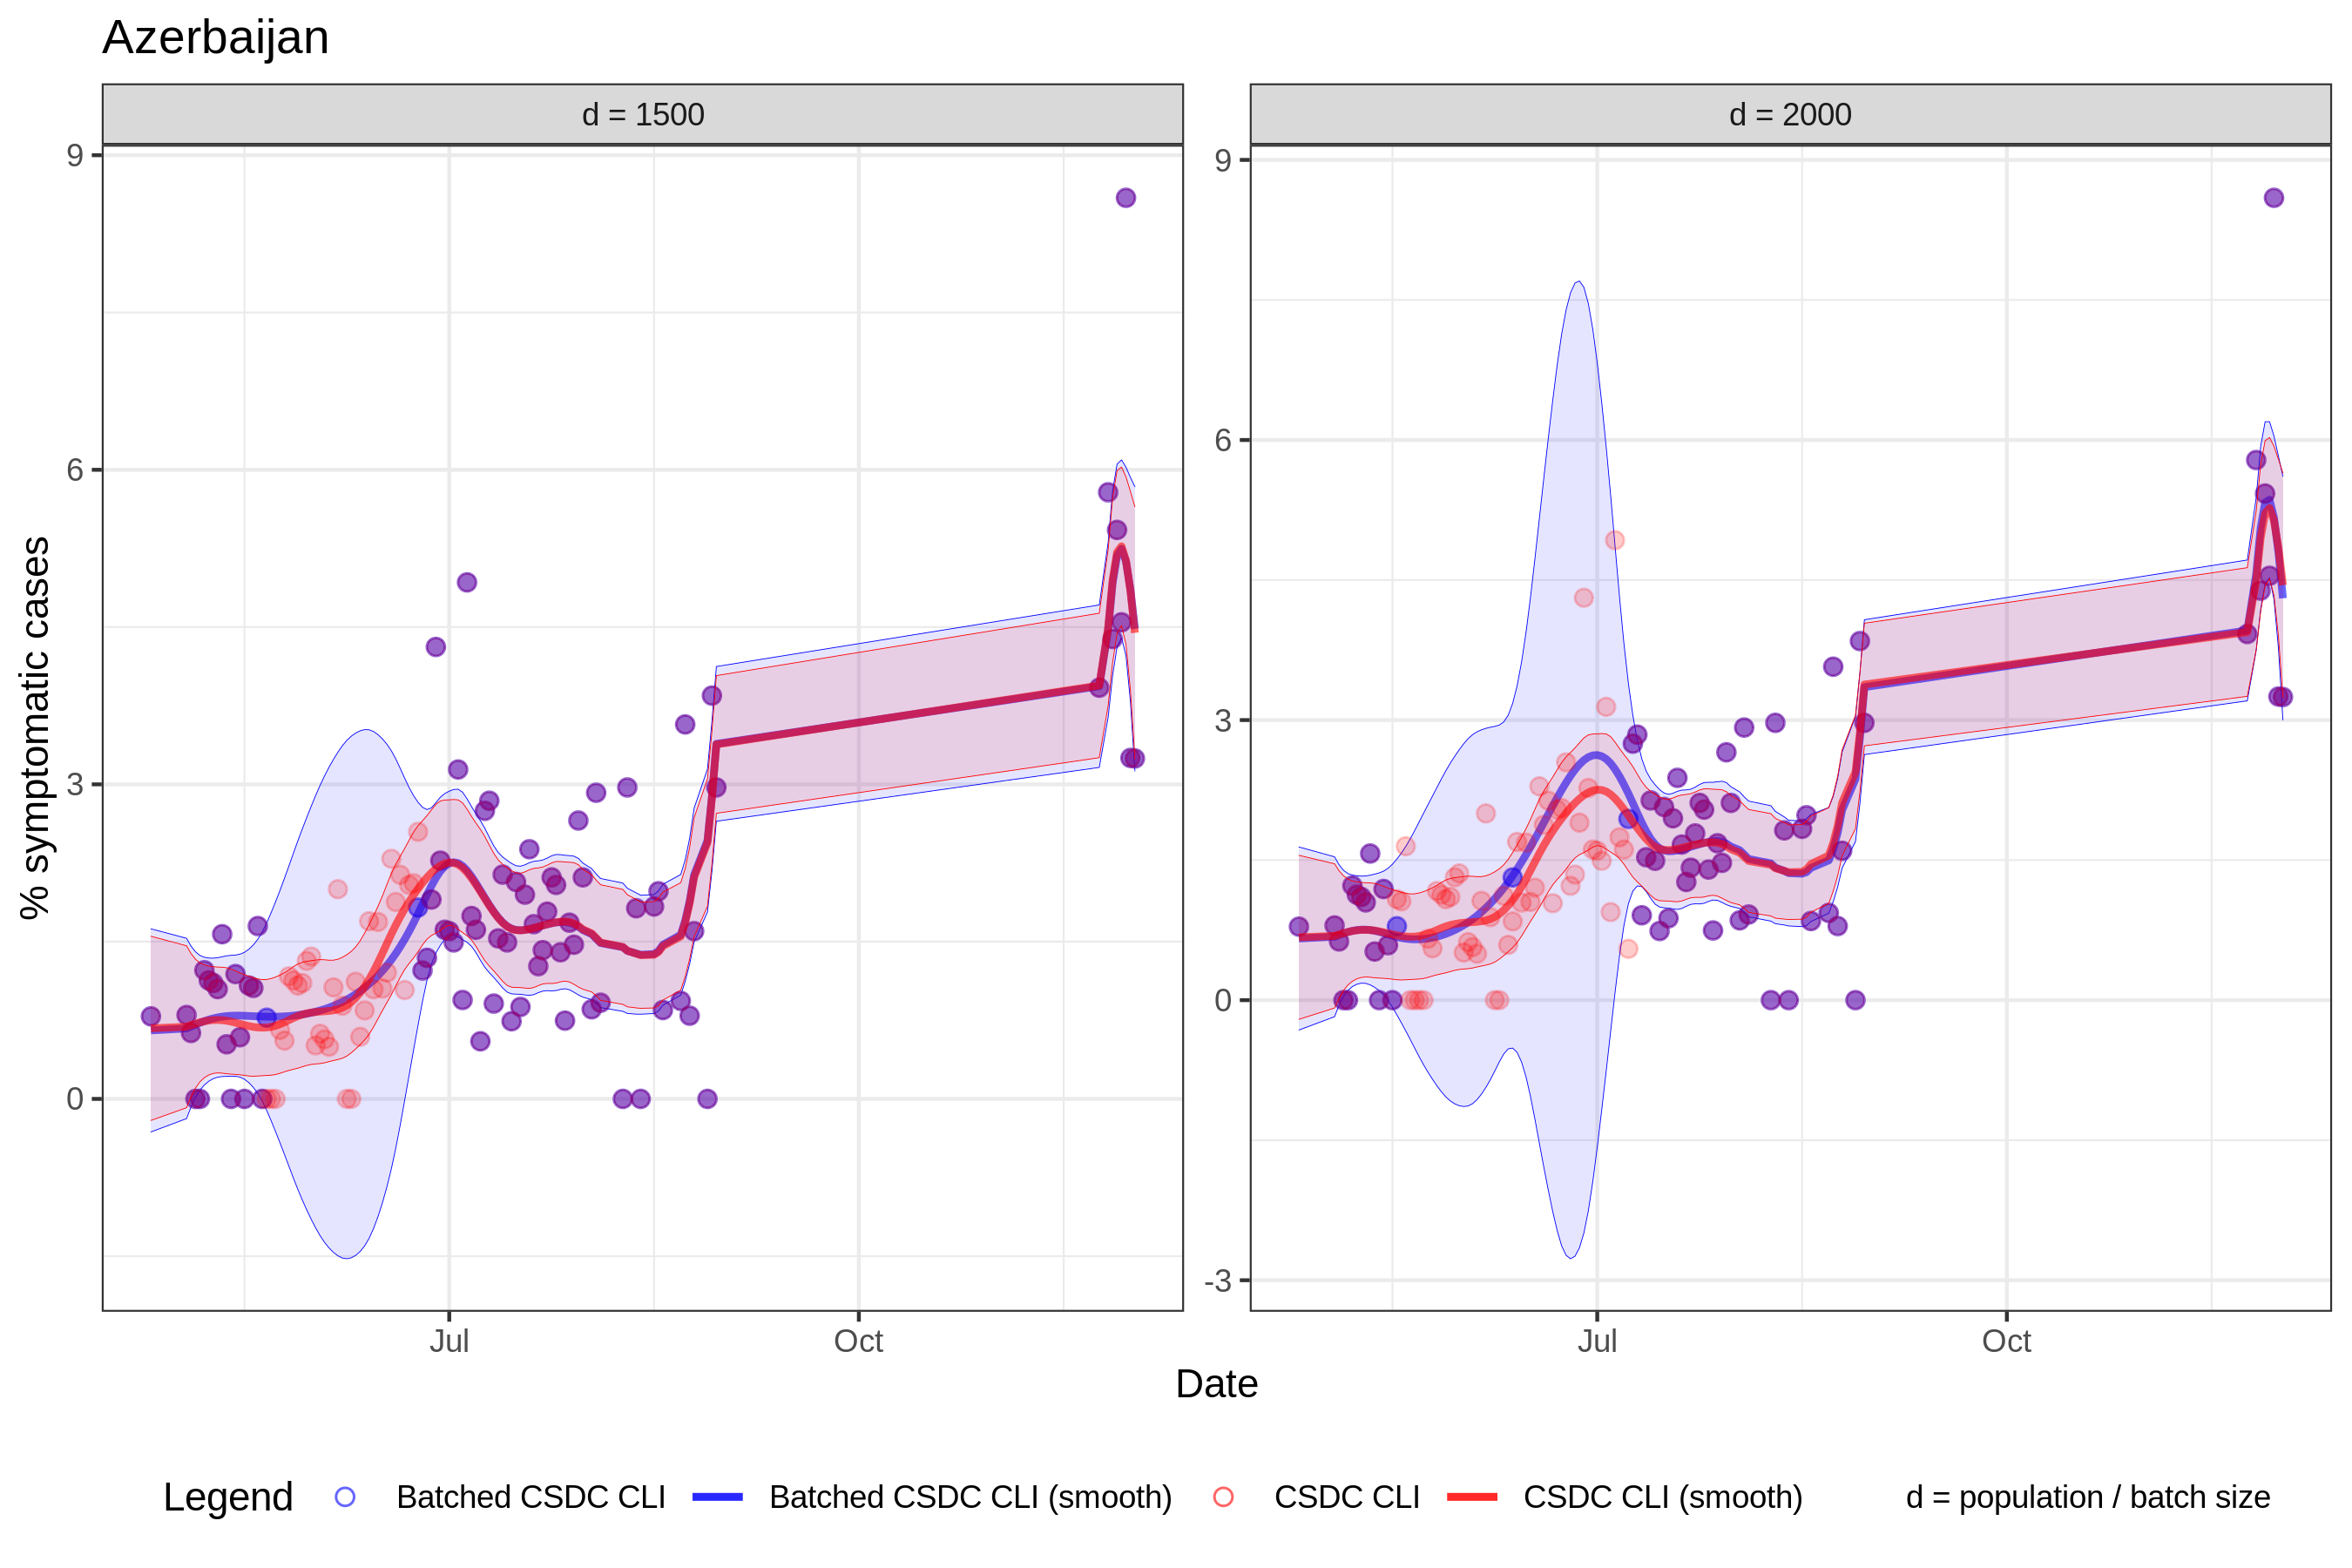 Azerbaijan
d = 1500
d = 2000
% symptomatic cases
9
6
3
0
9
6
3
0
-3
Jul
Oct
Jul
Oct
Date
Legend Batched CSDC CLI Batched CSDC CLI (smooth) CSDC CLI CSDC CLI (smooth) d = population / batch size